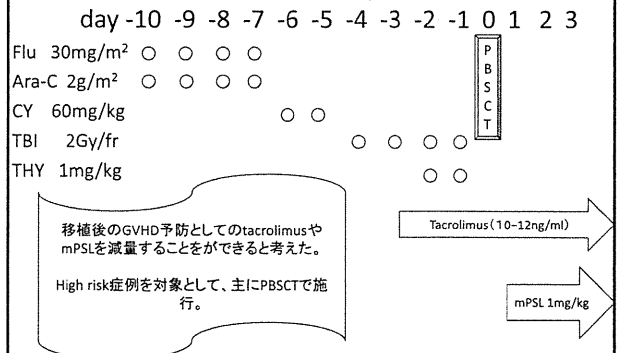 day -10 -9 -8 -7 -6 -5 -4 -3 -2 -1 0 1 2 3
Flu 30mg/m² ○ ○ ○ ○
Ara-C 2g/m² ○ ○ ○ ○
CY 60mg/kg ○ ○
TBI 2Gy/fr ○ ○ ○ ○
THY 1mg/kg ○ ○
P
B
S
C
T
移植後のGVHD予防としてのtacrolimusや
mPSLを減量することをができると考えた。
High risk症例を対象として、主にPBSCTで施
行。
Tacrolimus(10-12ng/ml)
mPSL 1mg/kg